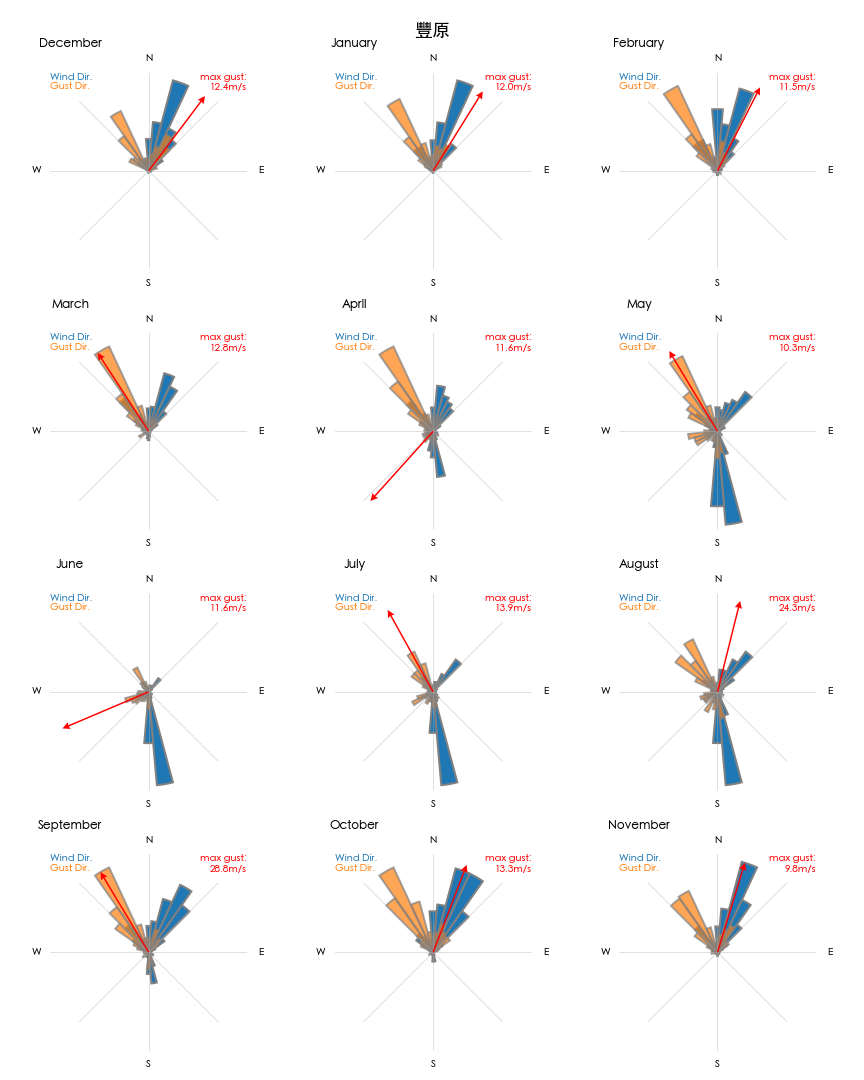 豐原
December
N
Wind Dir.
Gust Dir.
max gust:
12.4m/s
W
E
S
January
N
Wind Dir.
Gust Dir.
max gust:
12.0m/s
W
E
S
February
N
Wind Dir.
Gust Dir.
max gust:
11.5m/s
W
E
S
March
N
Wind Dir.
Gust Dir.
max gust:
12.8m/s
W
E
S
April
N
Wind Dir.
Gust Dir.
max gust:
11.6m/s
W
E
S
May
N
Wind Dir.
Gust Dir.
max gust:
10.3m/s
W
E
S
June
N
Wind Dir.
Gust Dir.
max gust:
11.6m/s
W
E
S
July
N
Wind Dir.
Gust Dir.
max gust:
13.9m/s
W
E
S
August
N
Wind Dir.
Gust Dir.
max gust:
24.3m/s
W
E
S
September
N
Wind Dir.
Gust Dir.
max gust:
28.8m/s
W
E
S
October
N
Wind Dir.
Gust Dir.
max gust:
13.3m/s
W
E
S
November
N
Wind Dir.
Gust Dir.
max gust:
9.8m/s
W
E
S